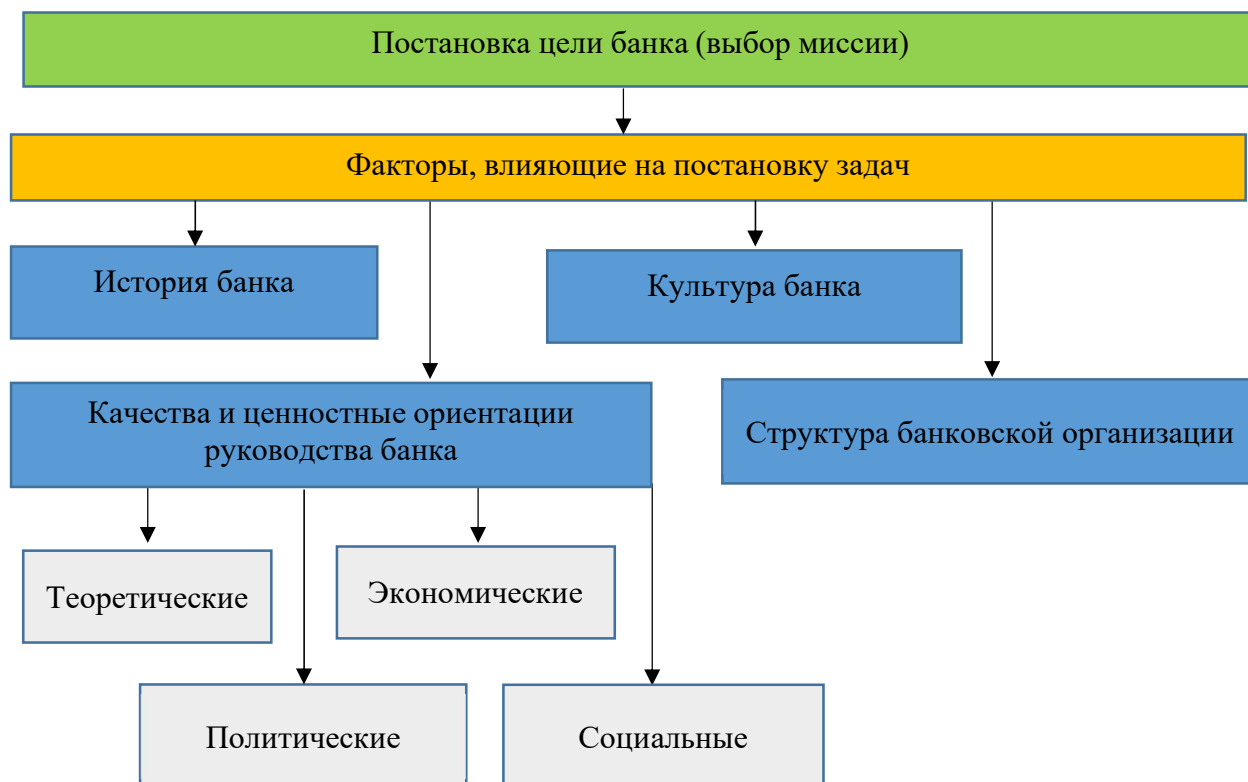 Постановка цели банка (выбор миссии)
Факторы, влияющие на постановку задач
История банка
Культура банка
Качества и ценностные ориентации
руководства банка
Структура банковской организации
Теоретические
Экономические
Политические
Социальные